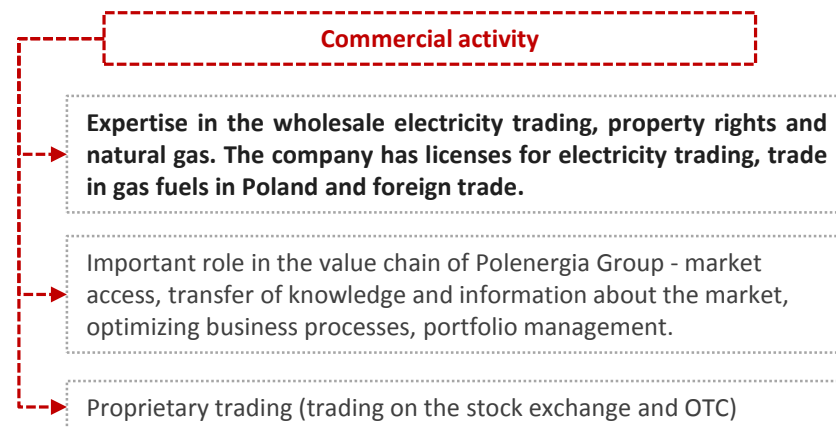 Commercial activity
Expertise in the wholesale electricity trading, property rights and
natural gas. The company has licenses for electricity trading, trade
in gas fuels in Poland and foreign trade.
Important role in the value chain of Polenergia Group - market
access, transfer of knowledge and information about the market,
optimizing business processes, portfolio management.
Proprietary trading (trading on the stock exchange and OTC)